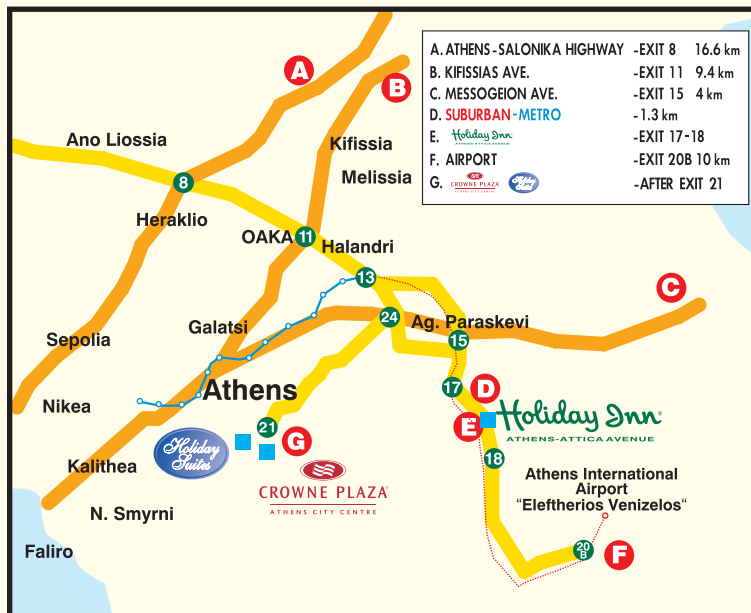 A. ATHENS-SALONIKA HIGHWAY -EXIT 8 16.6 km
B. KIFISSIAS AVE. -EXIT 11 9.4 km
C. MESSOGEION AVE. -EXIT 15 4 km
D. SUBURBAN-METRO -1.3 km
E. Holiday Inn ATHENS-ATTICA AVENUE -EXIT 17-18
F. AIRPORT -EXIT 20B 10 km
G. CROWNE PLAZA ATHENS CITY CENTRE -AFTER EXIT 21
A
B
Ano Liossia
Kifissia
Melissia
8
Heraklio
OAKA
11
Halandri
13
C
24
Ag. Paraskevi
Galatsi
15
Sepolia
Athens
17
D
Nikea
21
E
Holiday Inn®
ATHENS-ATTICA AVENUE
G
Holiday
Suites
18
Kalithea
CROWNE PLAZA
ATHENS CITY CENTRE
Athens International
Airport
"Eleftherios Venizelos"
N. Smyrni
Faliro
20
B
F